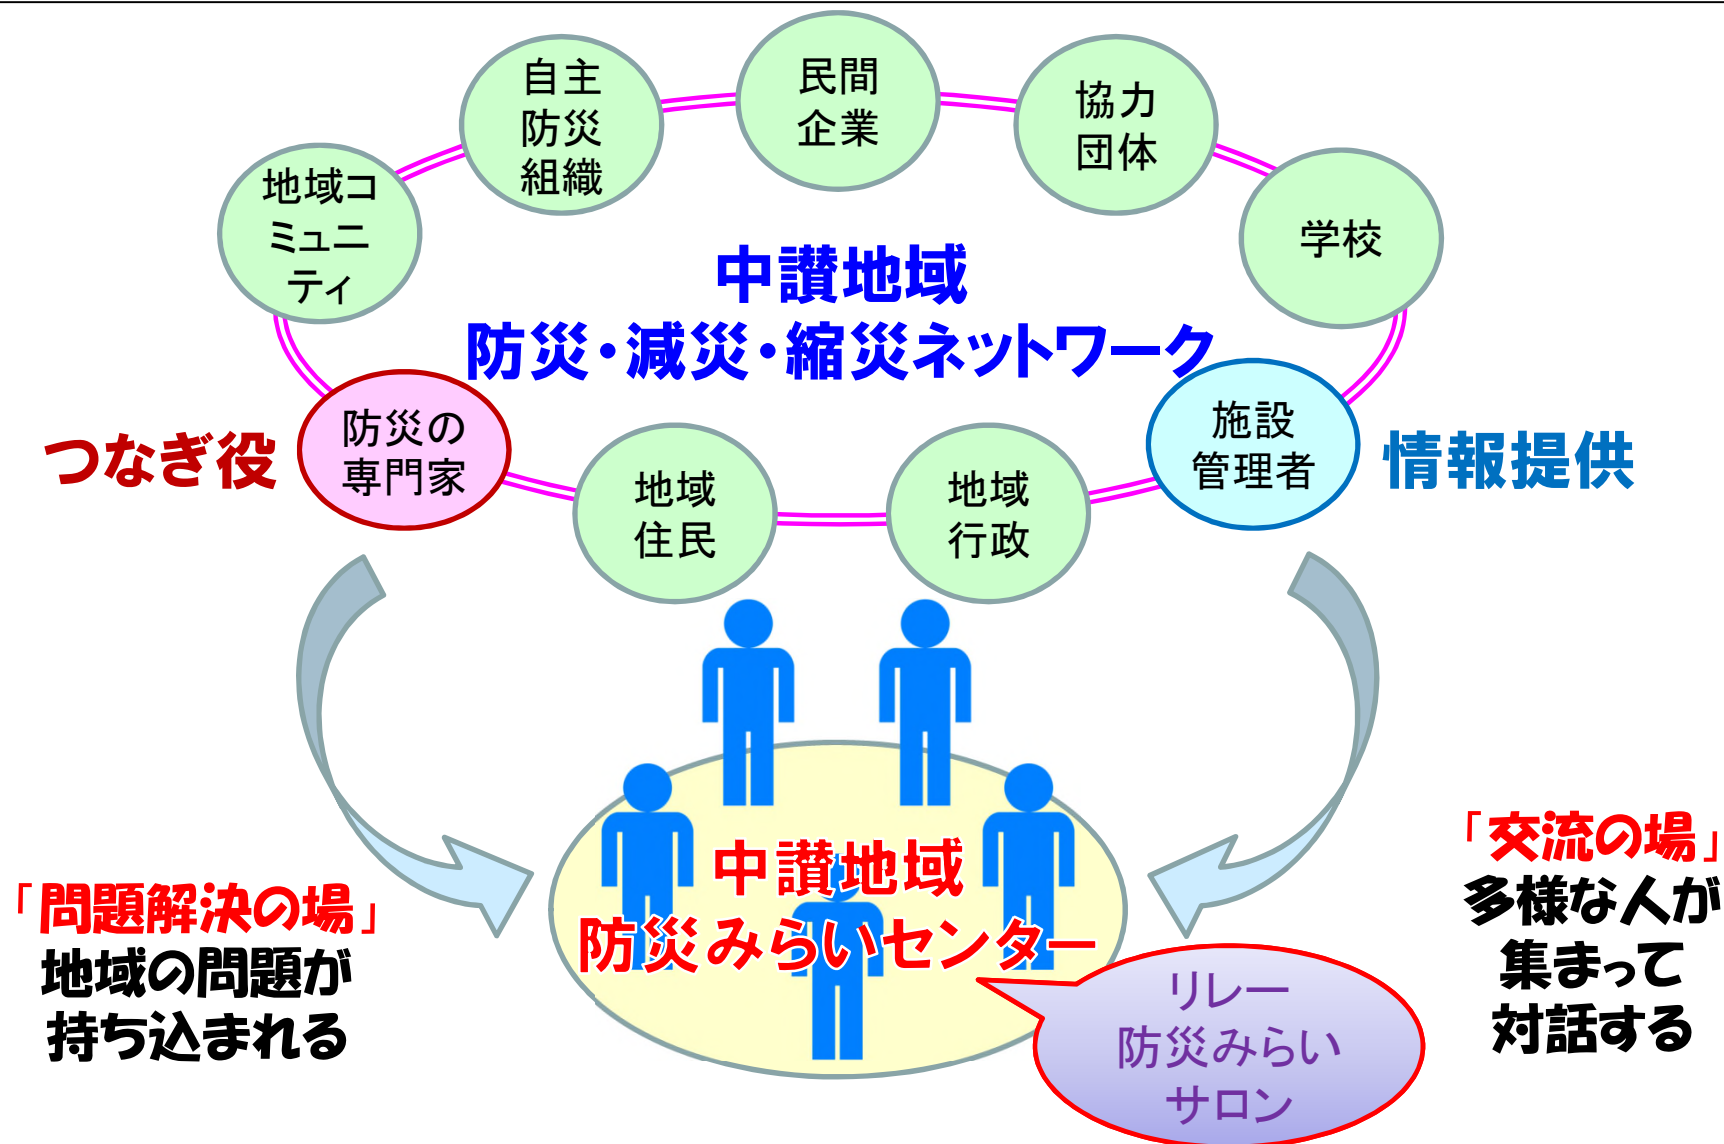 自主
防災
組織
民間
企業
協力
団体
地域コ
ミュニ
ティ
学校
中讃地域
防災・減災・縮災ネットワーク
つなぎ役
防災の
専門家
地域
住民
地域
行政
施設
管理者
情報提供
中讃地域
防災みらいセンター
「問題解決の場」
地域の問題が
持ち込まれる
「交流の場」
多様な人が
集まって
対話する
リレー
防災みらい
サロン